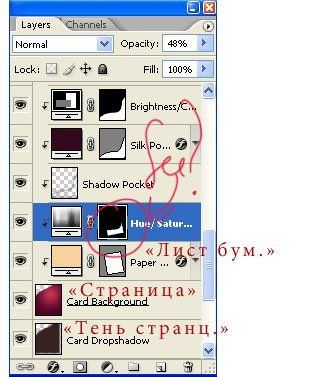 Layers Channels
Normal Opacity: 48%
Lock: Fill: 100%
Brightness/C...
Silk Po...
Shadow Pocket
Hue/Satur...
«Лист бум.»
Paper ...
«Страница»
Card Background
«Тень странц.»
Card Dropshadow